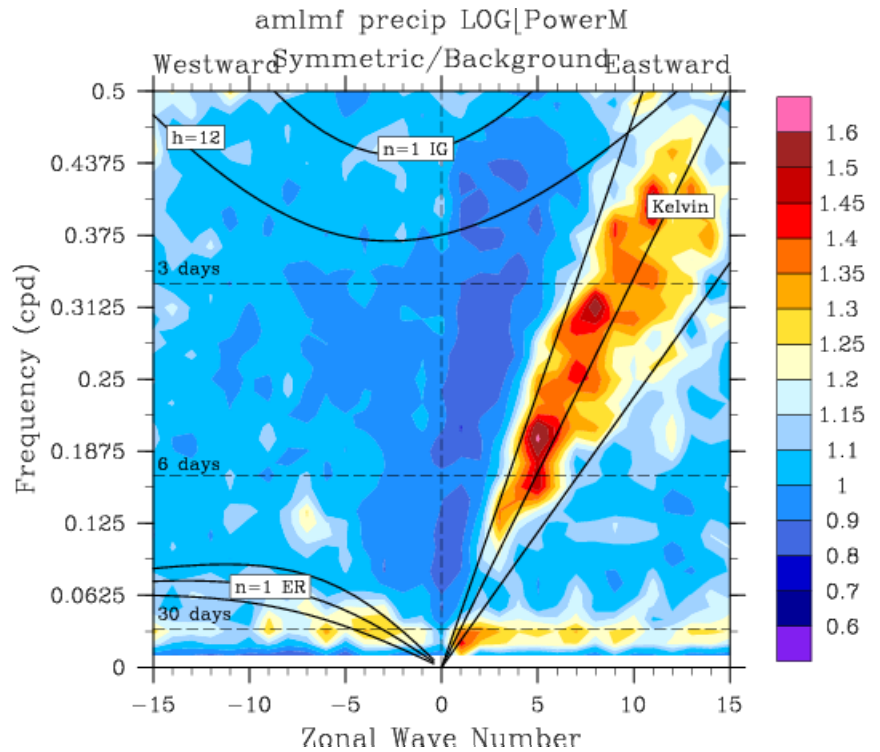 amlmf precip LOG[PowerM
Symmetric/Background
Westward
Eastward
0.5
0.4375
0.375
0.3125
0.25
0.1875
0.125
0.0625
0
Frequency (cpd)
h=12
n=1 IG
Kelvin
3 days
6 days
n=1 ER
30 days
−15 −10 −5 0 5 10 15
Zonal Wave Number
1.6
1.5
1.45
1.4
1.35
1.3
1.25
1.2
1.15
1.1
1
0.9
0.8
0.7
0.6